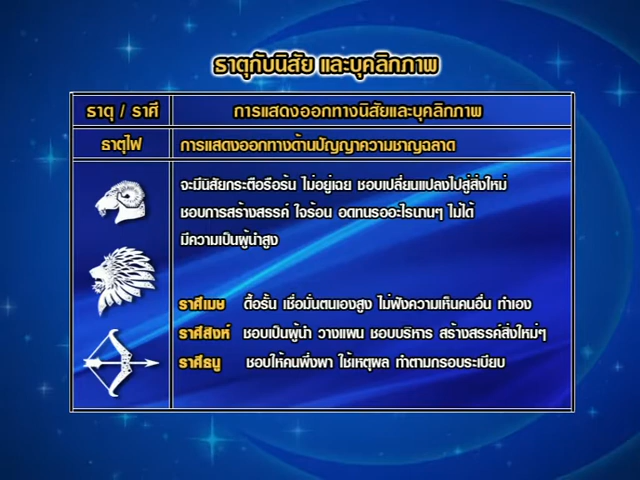 ธาตุกับนิสัย และบุคลิกภาพ
ธาตุ / ราศี
การแสดงออกทางนิสัยและบุคลิกภาพ
ธาตุไฟ
การแสดงออกทางด้านปัญญาความชาญฉลาด
จะมีนิสัยกระตือรือร้น ไม่อยู่เฉย ชอบเปลี่ยนแปลงไปสู่สิ่งใหม่
ชอบการสร้างสรรค์ ใจร้อน อดทนรออะไรนานๆ ไม่ได้
มีความเป็นผู้นำสูง
ราศีเมษ ดื้อรั้น เชื่อมั่นตนเองสูง ไม่ฟังความเห็นคนอื่น ทำเอง
ราศีสิงห์ ชอบเป็นผู้นำ วางแผน ชอบบริหาร สร้างสรรค์สิ่งใหม่ๆ
ราศีธนู ชอบให้คนพึ่งพา ใช้เหตุผล ทำตามกรอบระเบียบ